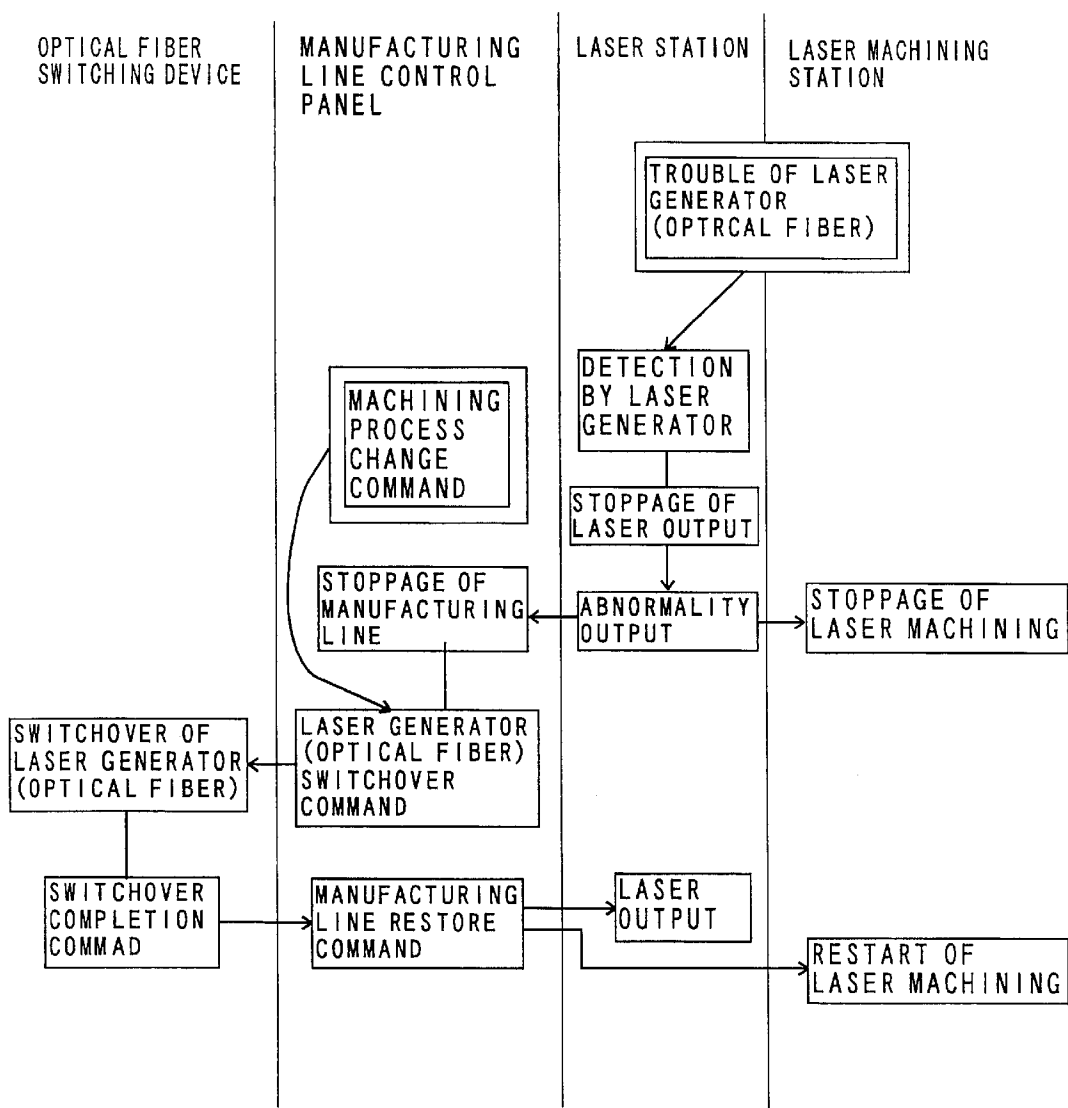 OPTICAL FIBER
SWITCHING DEVICE
MANUFACTURING
LINE CONTROL
PANEL
LASER STATION
LASER MACHINING
STATION
TROUBLE OF LASER
GENERATOR
(OPTRCAL FIBER)
DETECTION
BY LASER
GENERATOR
MACHINING
PROCESS
CHANGE
COMMAND
STOPPAGE OF
LASER OUTPUT
STOPPAGE OF
MANUFACTURING
LINE
ABNORMALITY
OUTPUT
STOPPAGE OF
LASER MACHINING
SWITCHOVER OF
LASER GENERATOR
(OPTICAL FIBER)
LASER GENERATOR
(OPTICAL FIBER)
SWITCHOVER
COMMAND
SWITCHOVER
COMPLETION
COMMAD
MANUFACTURING
LINE RESTORE
COMMAND
LASER
OUTPUT
RESTART OF
LASER MACHINING